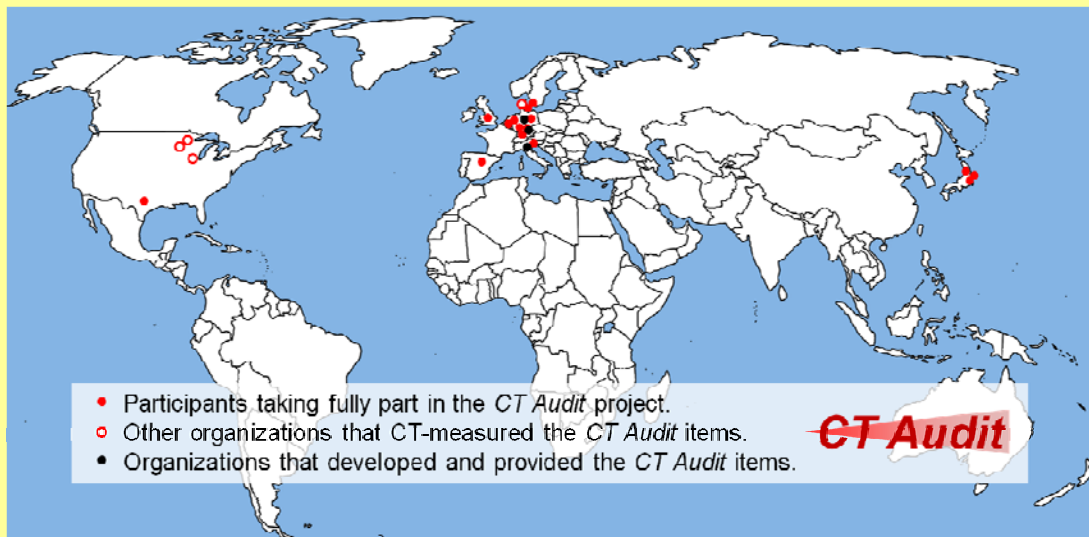 Participants taking fully part in the CT Audit project.
Other organizations that CT-measured the CT Audit items.
Organizations that developed and provided the CT Audit items.
CT Audit